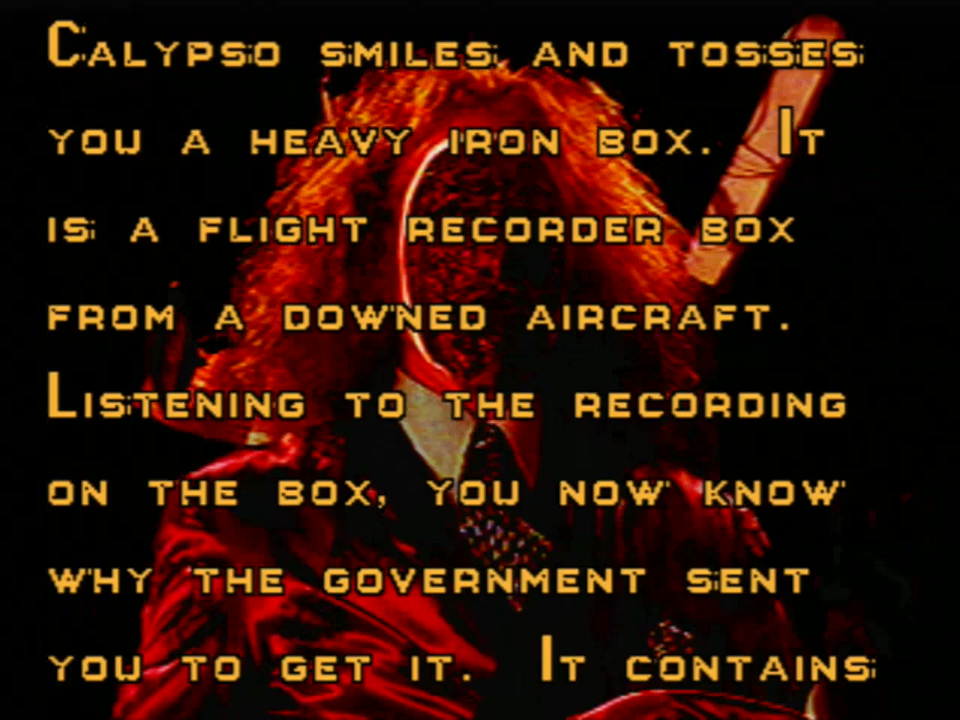 Calypso smiles and tosses
you a heavy iron box. It
is a flight recorder box
from a downed aircraft.
Listening to the recording
on the box, you now know
why the government sent
you to get it. It contains